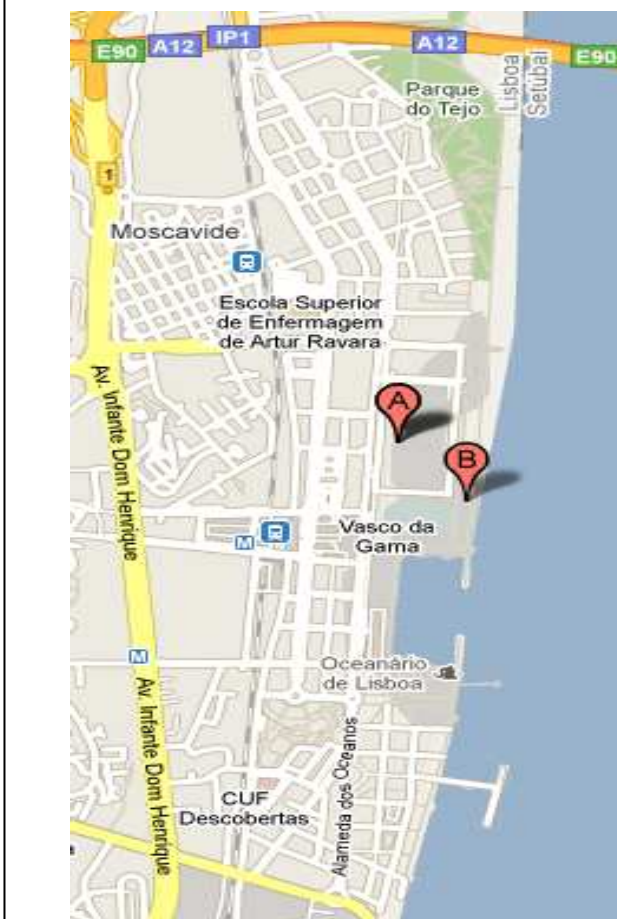 E90 A12 IP1 A12 E90
Parque
do Tejo
Lisboa
Setúbal
1
Moscavide
Escola Superior
de Enfermagem
de Artur Ravara
A
Av. Infante Dom Henrique
B
Vasco da
Gama
M
M
Oceanário
de Lisboa
Av. Infante Dom Henrique
Alameda dos Oceanos
CUF
Descobertas